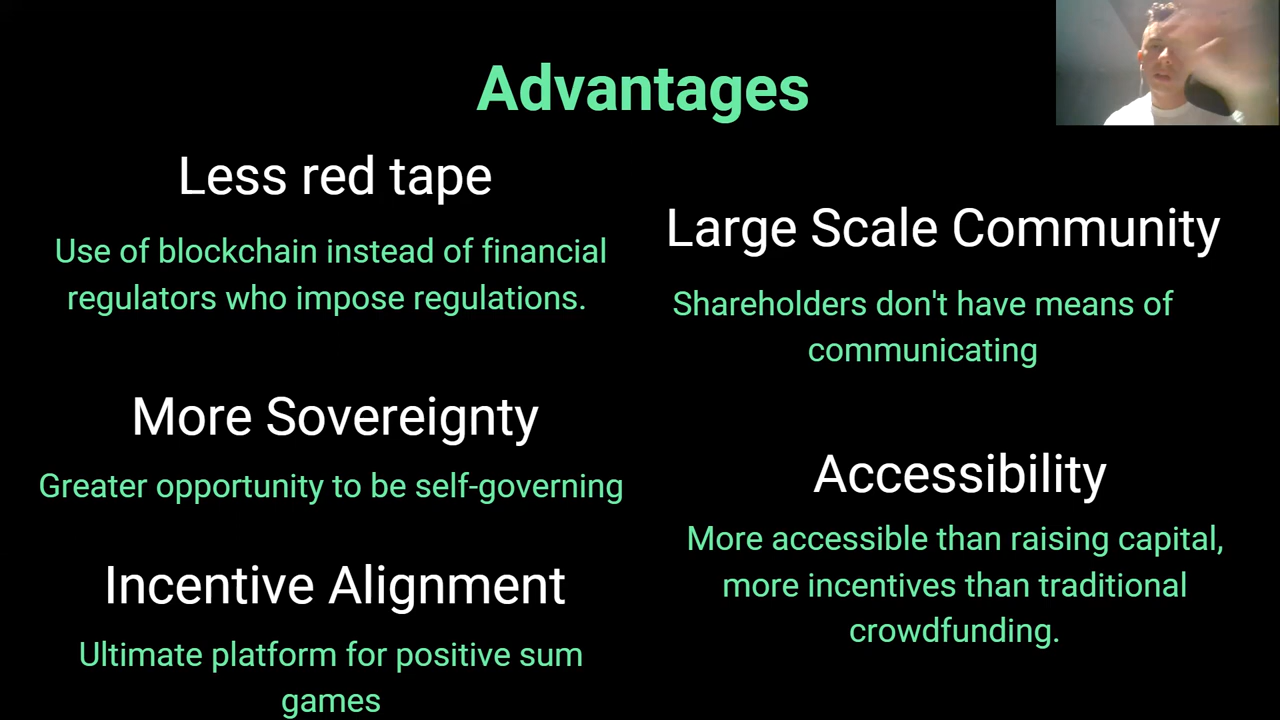 Advantages
Less red tape
Use of blockchain instead of financial
regulators who impose regulations.
More Sovereignty
Greater opportunity to be self-governing
Incentive Alignment
Ultimate platform for positive sum
games
Large Scale Community
Shareholders don't have means of
communicating
Accessibility
More accessible than raising capital,
more incentives than traditional
crowdfunding.